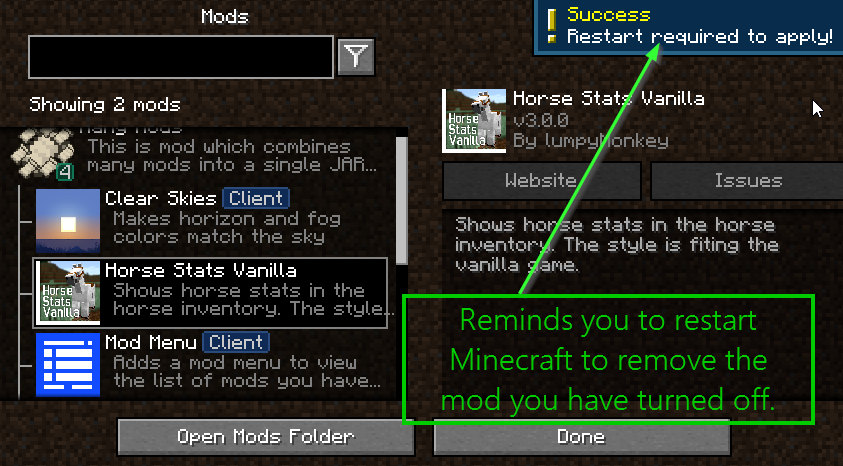 Mods
Success
Restart required to apply!
Showing 2 mods
Many Mods
This is mod which combines
many mods into a single JAR...
4
Clear Skies Client
Makes horizon and fog
colors match the sky
Horse
Stats
Vanilla
Horse Stats Vanilla
Shows horse stats in the
horse inventory. The style...
Mod Menu Client
Adds a mod menu to view
the list of mods you have...
Horse
Stats
Vanilla
Horse Stats Vanilla
v3.0.0
By lumpyhonkey
Website
Issues
Shows horse stats in the horse
inventory. The style is fiting the
vanilla game.
Reminds you to restart
Minecraft to remove the
mod you have turned off.
Open Mods Folder
Done